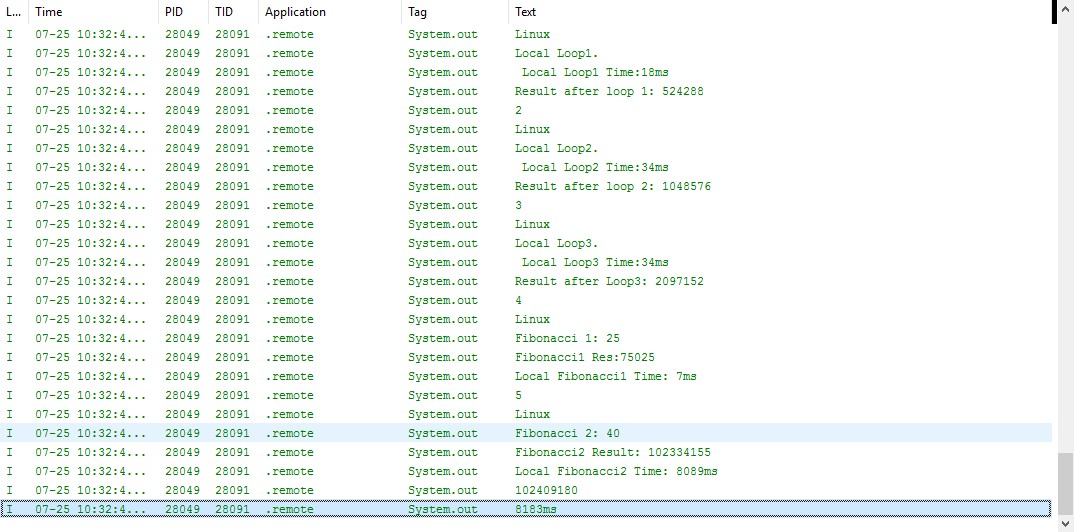 L... Time PID TID Application Tag Text
I 07-25 10:32:4... 28049 28091 .remote System.out Linux
I 07-25 10:32:4... 28049 28091 .remote System.out Local Loop1.
I 07-25 10:32:4... 28049 28091 .remote System.out Local Loop1 Time:18ms
I 07-25 10:32:4... 28049 28091 .remote System.out Result after loop 1: 524288
I 07-25 10:32:4... 28049 28091 .remote System.out 2
I 07-25 10:32:4... 28049 28091 .remote System.out Linux
I 07-25 10:32:4... 28049 28091 .remote System.out Local Loop2.
I 07-25 10:32:4... 28049 28091 .remote System.out Local Loop2 Time:34ms
I 07-25 10:32:4... 28049 28091 .remote System.out Result after loop 2: 1048576
I 07-25 10:32:4... 28049 28091 .remote System.out 3
I 07-25 10:32:4... 28049 28091 .remote System.out Linux
I 07-25 10:32:4... 28049 28091 .remote System.out Local Loop3.
I 07-25 10:32:4... 28049 28091 .remote System.out Local Loop3 Time:34ms
I 07-25 10:32:4... 28049 28091 .remote System.out Result after Loop3: 2097152
I 07-25 10:32:4... 28049 28091 .remote System.out 4
I 07-25 10:32:4... 28049 28091 .remote System.out Linux
I 07-25 10:32:4... 28049 28091 .remote System.out Fibonacci 1: 25
I 07-25 10:32:4... 28049 28091 .remote System.out Fibonacci1 Res:75025
I 07-25 10:32:4... 28049 28091 .remote System.out Local Fibonacci1 Time: 7ms
I 07-25 10:32:4... 28049 28091 .remote System.out 5
I 07-25 10:32:4... 28049 28091 .remote System.out Linux
I 07-25 10:32:4... 28049 28091 .remote System.out Fibonacci 2: 40
I 07-25 10:32:4... 28049 28091 .remote System.out Fibonacci2 Result: 102334155
I 07-25 10:32:4... 28049 28091 .remote System.out Local Fibonacci2 Time: 8089ms
I 07-25 10:32:4... 28049 28091 .remote System.out 102409180
I 07-25 10:32:4... 28049 28091 .remote System.out 8183ms